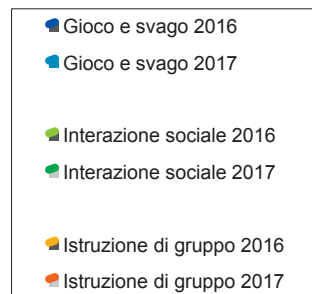 Gioco e svago 2016
Gioco e svago 2017
Interazione sociale 2016
Interazione sociale 2017
Istruzione di gruppo 2016
Istruzione di gruppo 2017